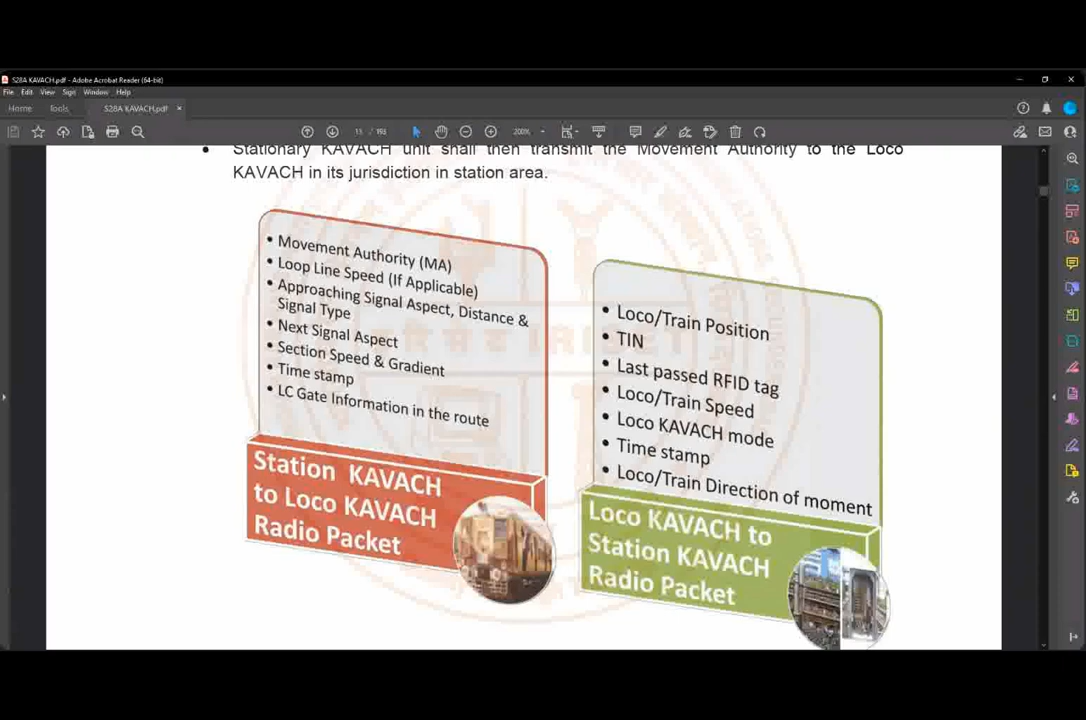 S28A KAVACH.pdf - Adobe Acrobat Reader (64-bit)
File Edit View Sign Window Help
Home Tools S28A KAVACH.pdf ×
11 / 193 200%
Stationary KAVACH unit shall then transmit the Movement Authority to the Loco
KAVACH in its jurisdiction in station area.
• Movement Authority (MA)
• Loop Line Speed (If Applicable)
• Approaching Signal Aspect, Distance &
Signal Type
• Next Signal Aspect
• Section Speed & Gradient
• Time stamp
• LC Gate Information in the route
Station KAVACH
to Loco KAVACH
Radio Packet
• Loco/Train Position
• TIN
• Last passed RFID tag
• Loco/Train Speed
• Loco KAVACH mode
• Time stamp
• Loco/Train Direction of moment
Loco KAVACH to
Station KAVACH
Radio Packet
IRISET